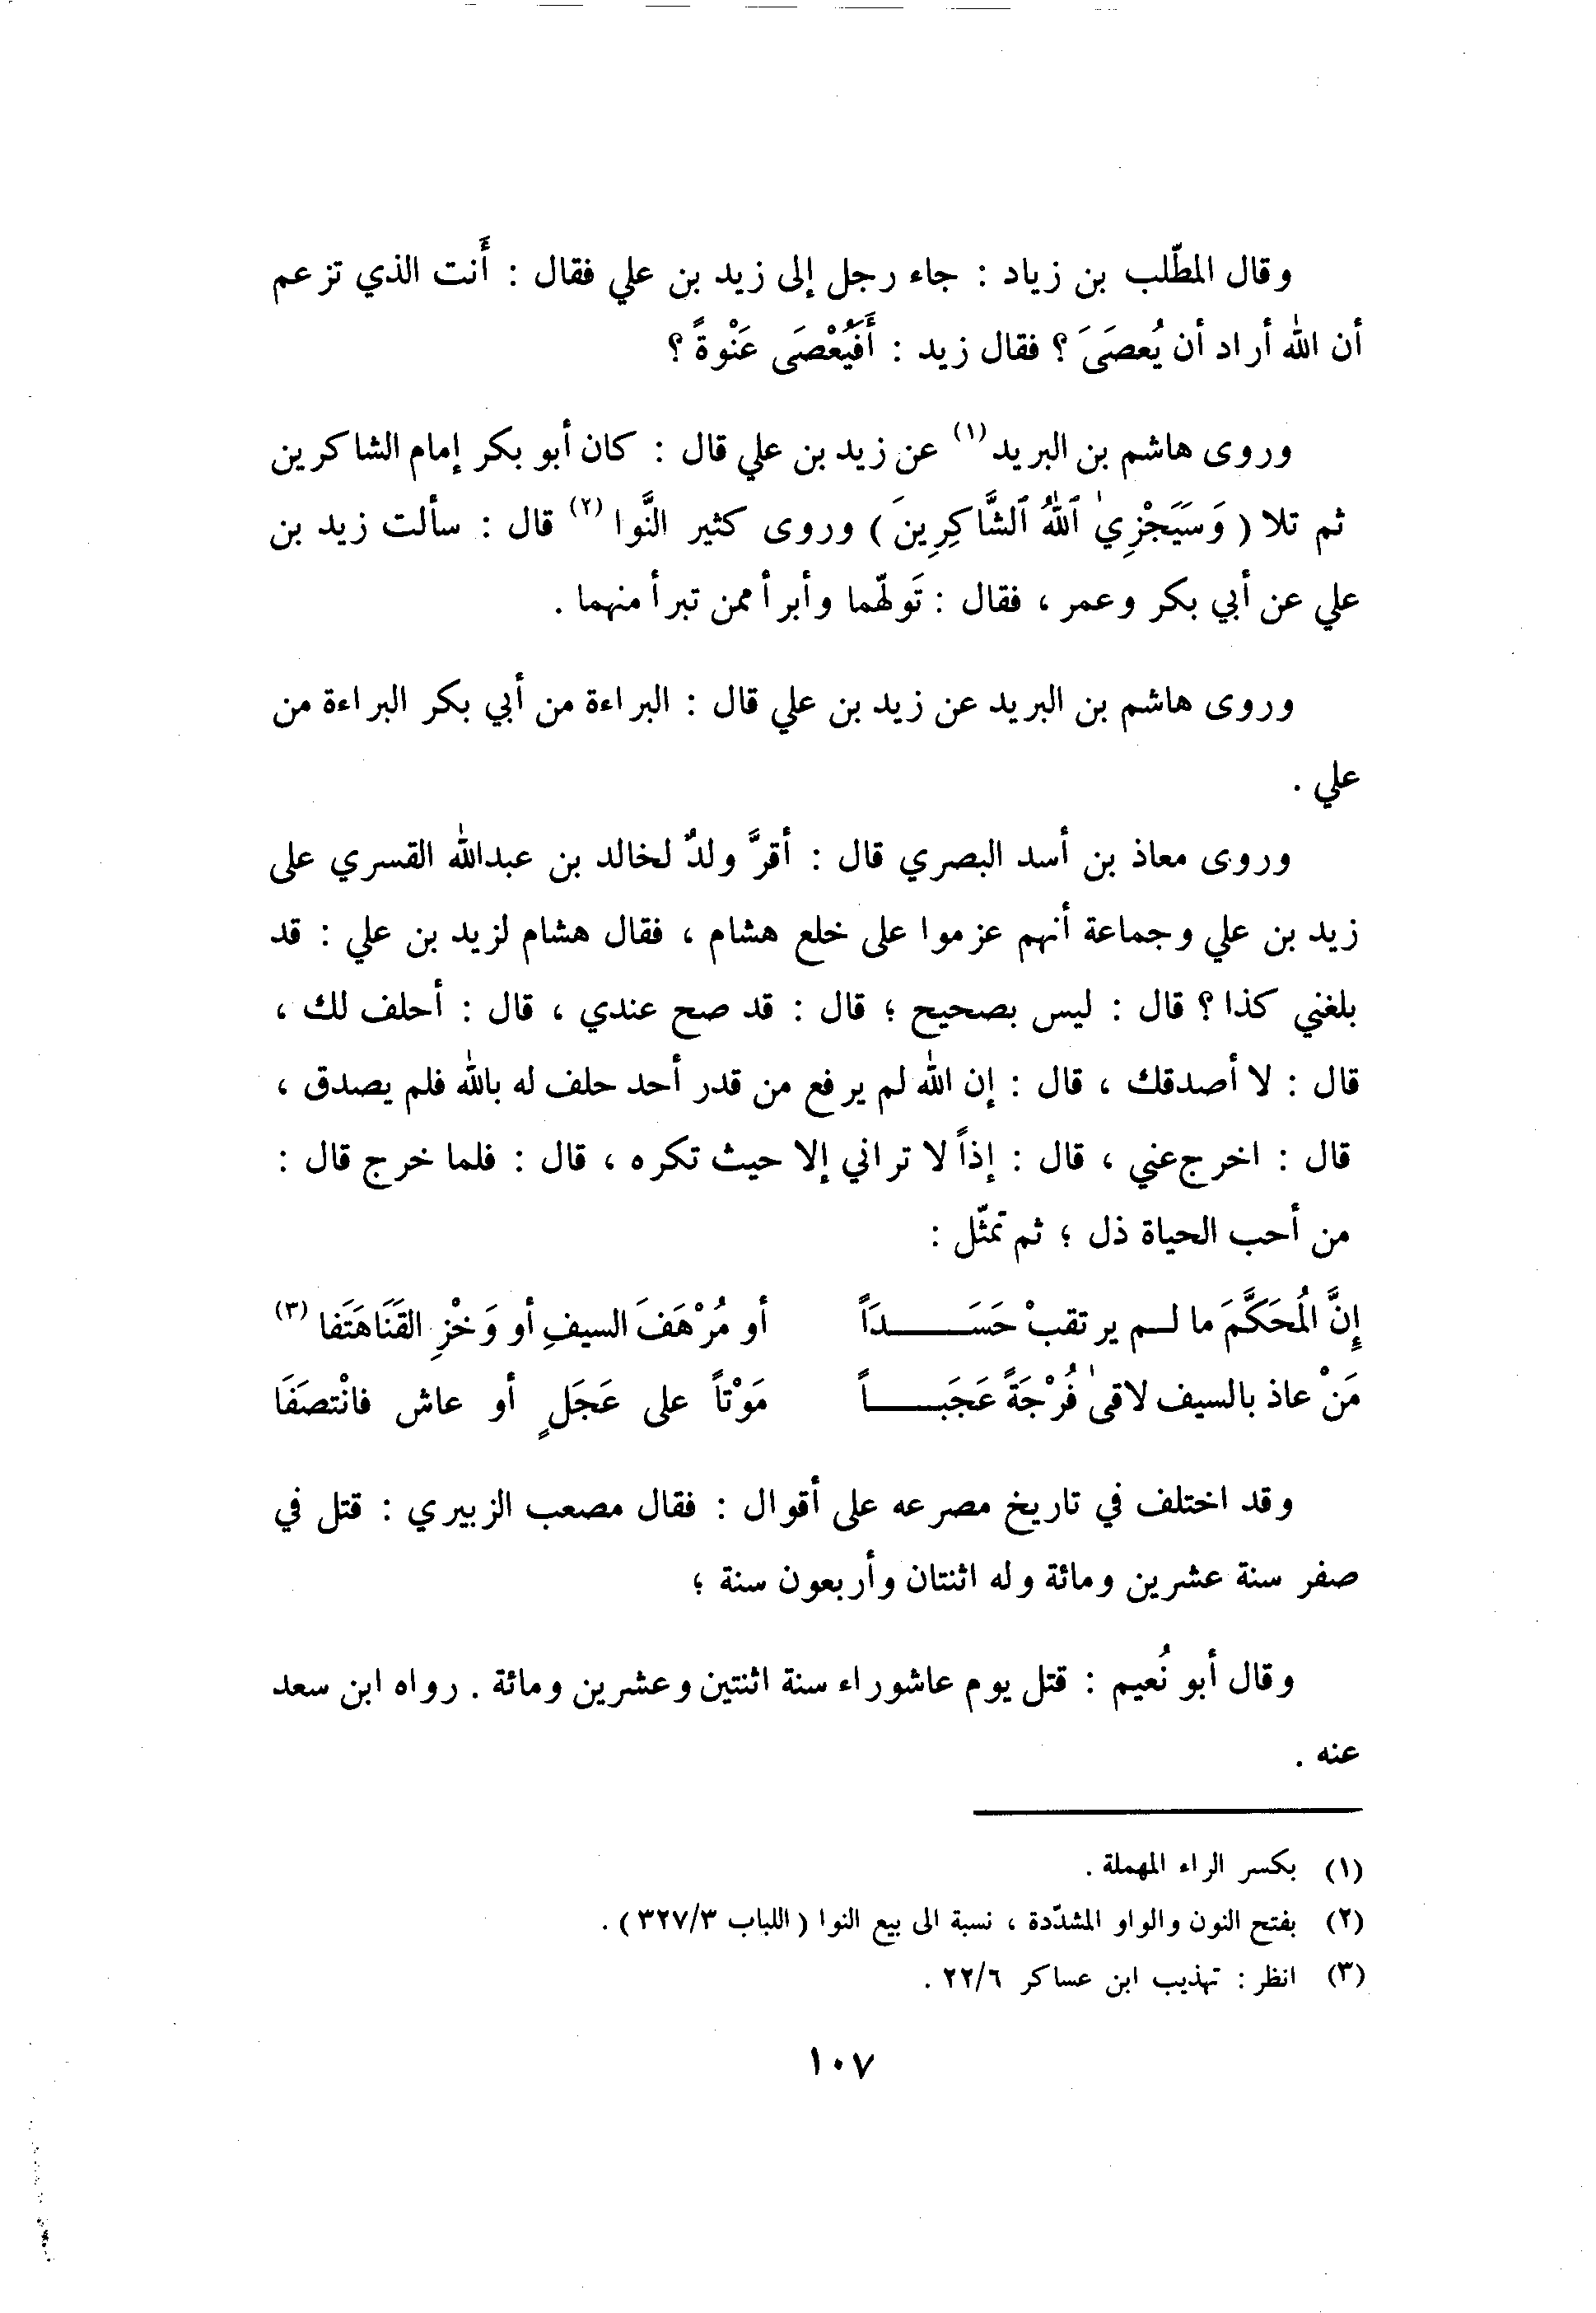 وقال المطّلب بن زياد : جاء رجل إلى زيد بن علي فقال : أَنت الذي تزعم
أن الله أراد أن يُعصَىَ ؟ فقال زيد : أَفَيُعْصَى عَنْوةً ؟
وروى هاشم بن البريد (١) عن زيد بن علي قال : كان أبو بكر إمام الشاكرين
ثم تلا ( وَسَيَجْزِي ٱللهُ ٱلشَّاكِرِينَ ) وروى كثير النَّوا (٢) قال : سألت زيد بن
علي عن أبي بكر وعمر ، فقال : تَولهّما وأبرأ ممن تبرأ منهما .
وروى هاشم بن البريد عن زيد بن علي قال : البراءة من أبي بكر البراءة من
علي .
وروى معاذ بن أسد البصري قال : أقرَّ ولدٌ لخالد بن عبدالله القسري على
زيد بن علي وجماعة أنهم عزموا على خلع هشام ، فقال هشام لزيد بن علي : قد
بلغني كذا ؟ قال : ليس بصحيح ؛ قال : قد صح عندي ، قال : أحلف لك ،
قال : لا أصدقك ، قال : إن الله لم يرفع من قدر أحد حلف له بالله فلم يصدق ،
قال : اخرج عني ، قال : إذاً لا تراني إلا حيث تكره ، قال : فلما خرج قال :
من أحب الحياة ذل ؛ ثم تمثّل :
إِنَّ الُمحَكَّمَ ما لـم يرتقبْ حَسَـــداً أو مُرْهَفَ السيفِ أو وَخْزِ القَنَا هَتَفا (٣)
مَنْ عاذ بالسيف لاقىٰ فُرْجَةً عَجَبـــاً مَوْتاً على عَجَلٍ أو عاش فانْتصَفَا
وقد اختلف في تاريخ مصرعه على أقوال : فقال مصعب الزبيري : قتل في
صفر سنة عشرين ومائة وله اثنتان وأربعون سنة ؛
وقال أبو نُعيم : قتل يوم عاشوراء سنة اثنتين وعشرين ومائة . رواه ابن سعد
عنه .
(١) بكسر الراء المهملة .
(٢) بفتح النون والواو المشدّدة ، نسبة الى بيع النوا ( اللباب ٣٢٧/٣ ) .
(٣) انظر : تهذيب ابن عساكر ٢٢/٦ .
١٠٧